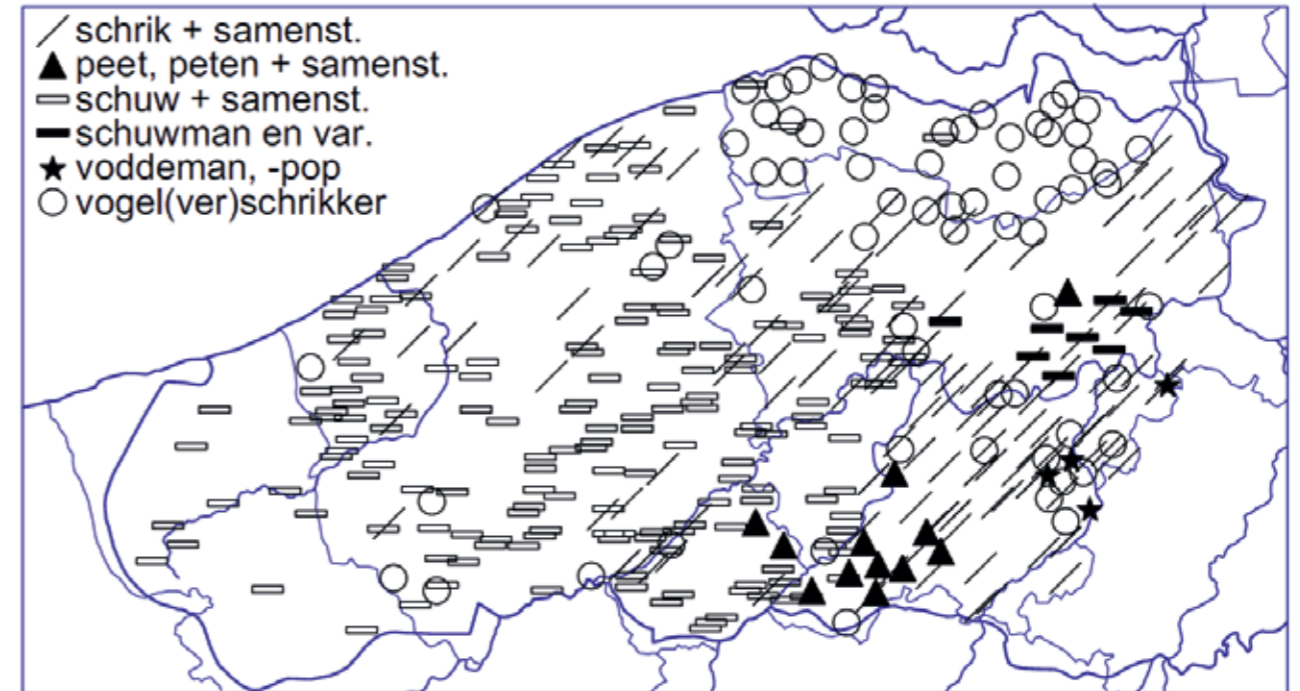 schrik + samenst.
peet, peten + samenst.
schuw + samenst.
schuwman en var.
voddeman, -pop
vogel(ver)schrikker